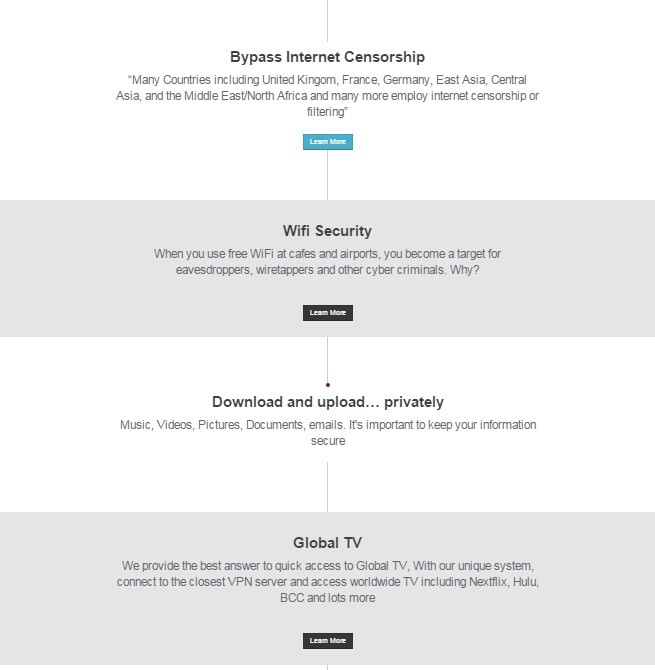 Bypass Internet Censorship
“Many Countries including United Kingom, France, Germany, East Asia, Central
Asia, and the Middle East/North Africa and many more employ internet censorship or
filtering”
Learn More
Wifi Security
When you use free WiFi at cafes and airports, you become a target for
eavesdroppers, wiretappers and other cyber criminals. Why?
Learn More
Download and upload… privately
Music, Videos, Pictures, Documents, emails. It's important to keep your information
secure
Global TV
We provide the best answer to quick access to Global TV, With our unique system,
connect to the closest VPN server and access worldwide TV including Nextflix, Hulu,
BCC and lots more
Learn More